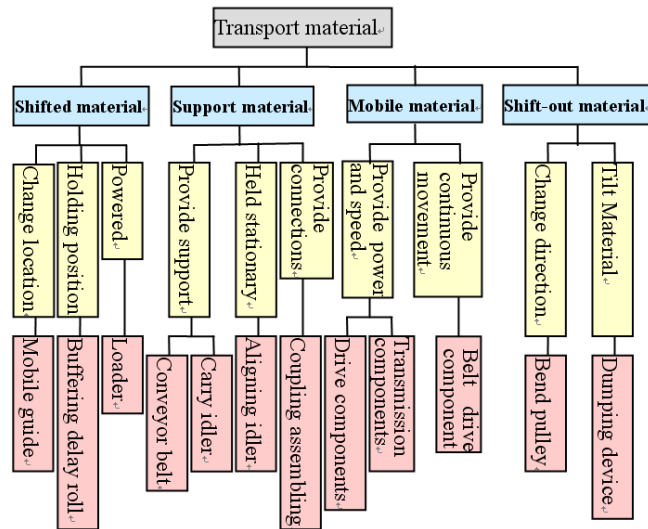 Transport material
Shifted material
Support material
Mobile material
Shift-out material
Change location
Holding position
Powered
Provide support
Held stationary
Provide
connections
Provide power
and speed
Provide
continuous
movement
Change direction
Tilt Material
Mobile guide
Buffering delay roll
Loader
Conveyor belt
Carry idler
Aligning idler
Coupling assembling
Drive components
Transmission
components
Belt drive
component
Bend pulley
Dumping device